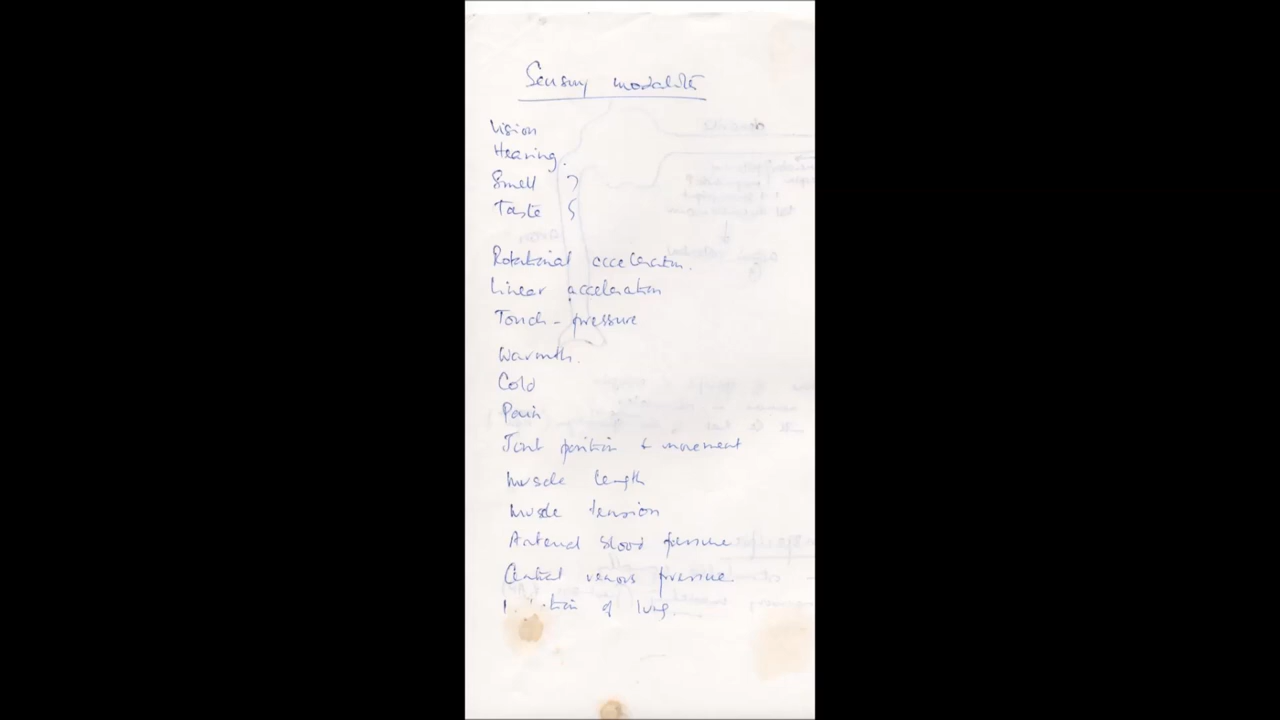 Sensory modalities
Vision
Hearing.
Smell
Taste
Rotational acceleration.
Linear acceleration
Touch - pressure
Warmth.
Cold
Pain
Joint position & movement
Muscle length
Muscle tension
Arterial blood pressure
Central venous pressure
of lung.